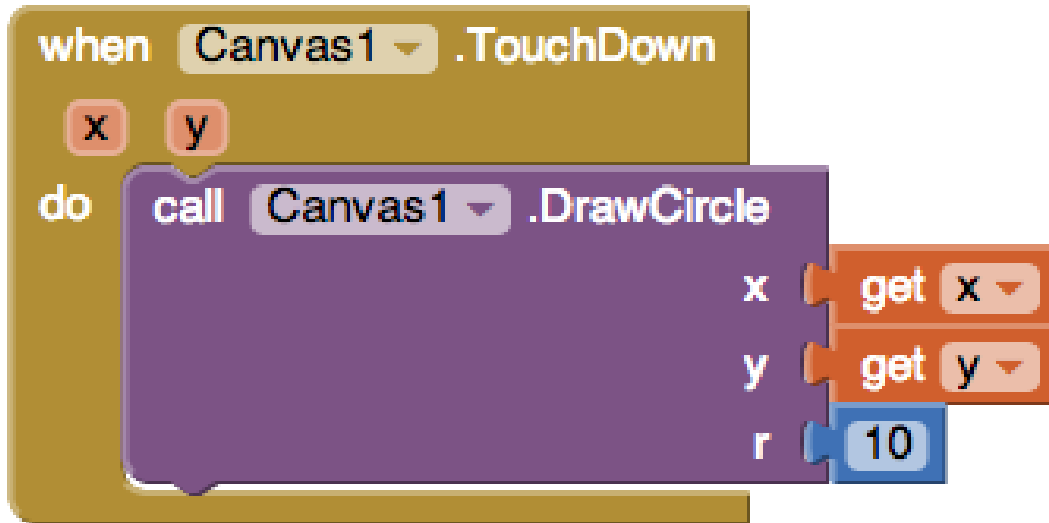 when Canvas1 .TouchDown
x y
do call Canvas1 .DrawCircle
x get x
y get y
r 10